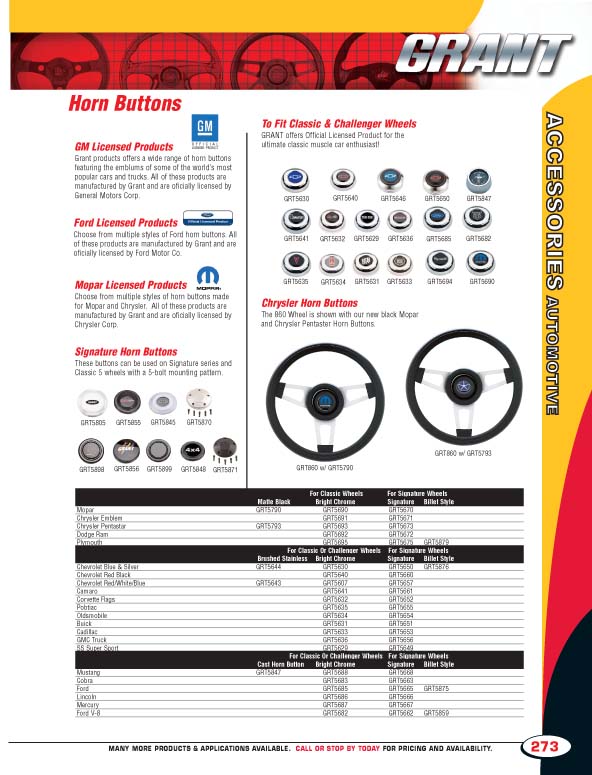 GRANT
Horn Buttons
GM
OFFICIAL
LICENSED PRODUCT
GM Licensed Products
Grant products offers a wide range of horn buttons
featuring the emblems of some of the world's most
popular cars and trucks. All of these products are
manufactured by Grant and are oficially licensed by
General Motors Corp.
Ford Licensed Products
Choose from multiple styles of Ford horn buttons. All
of these products are manufactured by Grant and are
oficially licensed by Ford Motor Co.
Mopar Licensed Products
MOPAR
Choose from multiple styles of horn buttons made
for Mopar and Chrysler. All of these products are
manufactured by Grant and are oficially licensed by
Chrysler Corp.
Signature Horn Buttons
These buttons can be used on Signature series and
Classic 5 wheels with a 5-bolt mounting pattern.
GRT5805 GRT5855 GRT5845 GRT5870
4x4
GRT5898 GRT5856 GRT5899 GRT5848 GRT5871
To Fit Classic & Challenger Wheels
GRANT offers Official Licensed Product for the
ultimate classic muscle car enthusiast!
GRT5630 GRT5640 GRT5646 GRT5650 GRT5847
GRT5641 GRT5632 GRT5629 GRT5636 GRT5685 GRT5682
GRT5635 GRT5634 GRT5631 GRT5633 GRT5694 GRT5690
Chrysler Horn Buttons
The 860 Wheel is shown with our new black Mopar
and Chrysler Pentaster Horn Buttons.
GRT860 w/ GRT5790
GRT860 w/ GRT5793
For Classic Wheels For Signature Wheels
Matte Black Bright Chrome Signature Billet Style
Mopar GRT5790 GRT5690 GRT5670
Chrysler Emblem GRT5691 GRT5671
Chrysler Pentastar GRT5793 GRT5693 GRT5673
Dodge Ram GRT5692 GRT5672
Plymouth GRT5695 GRT5675 GRT5879
For Classic Or Challenger Wheels For Signature Wheels
Brushed Stainless Bright Chrome Signature Billet Style
Chevrolet Blue & Silver GRT5644 GRT5630 GRT5650 GRT5876
Chevrolet Red Black GRT5640 GRT5660
Chevrolet Red/White/Blue GRT5643 GRT5607 GRT5657
Camaro GRT5641 GRT5661
Corvette Flags GRT5632 GRT5652
Pobtiac GRT5635 GRT5655
Oldsmobile GRT5634 GRT5654
Buick GRT5631 GRT5651
Cadillac GRT5633 GRT5653
GMC Truck GRT5636 GRT5656
SS Super Sport GRT5629 GRT5649
For Classic Or Challenger Wheels For Signature Wheels
Cast Horn Button Bright Chrome Signature Billet Style
Mustang GRT5847 GRT5688 GRT5668
Cobra GRT5683 GRT5663
Ford GRT5685 GRT5665 GRT5875
Lincoln GRT5686 GRT5666
Mercury GRT5687 GRT5667
Ford V-8 GRT5682 GRT5662 GRT5859
ACCESSORIES AUTOMOTIVE
MANY MORE PRODUCTS & APPLICATIONS AVAILABLE. CALL OR STOP BY TODAY FOR PRICING AND AVAILABILITY.
273